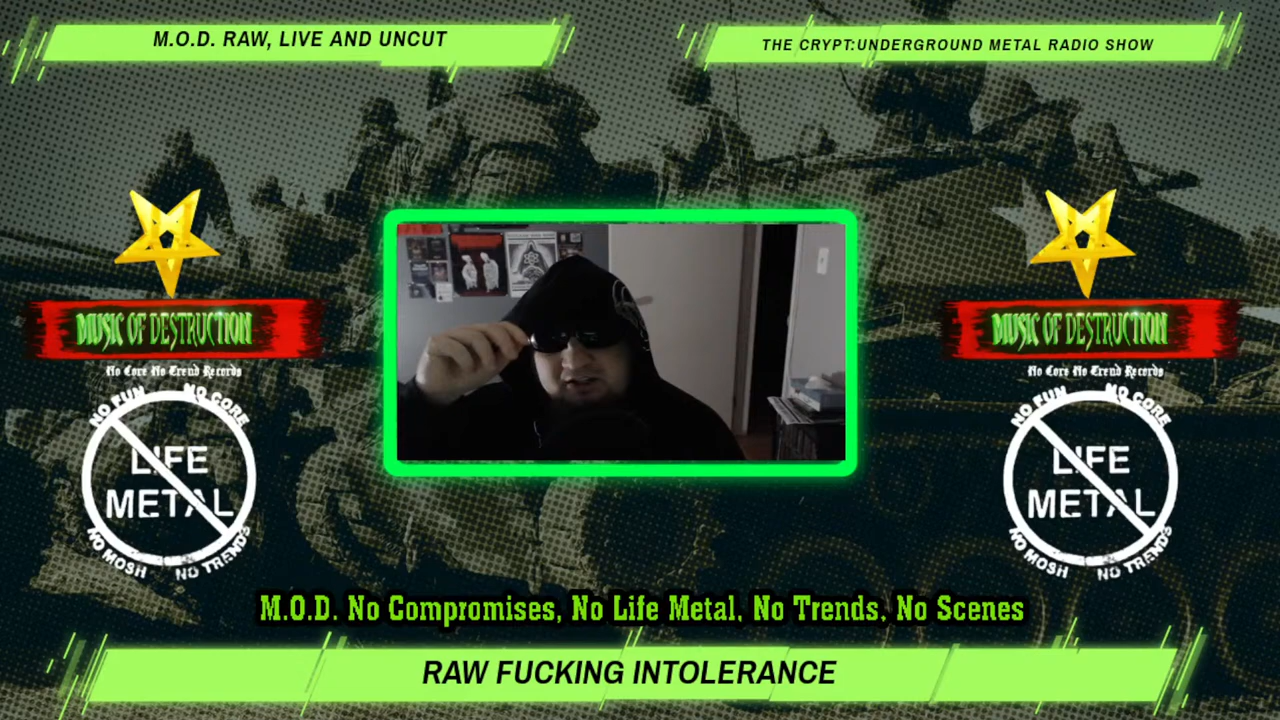 M.O.D. RAW, LIVE AND UNCUT
THE CRYPT:UNDERGROUND METAL RADIO SHOW
MUSIC OF DESTRUCTION
No Core No Trend Records
NO FUN NO CORE
LIFE
METAL
NO MOSH NO TRENDS
MUSIC OF DESTRUCTION
No Core No Trend Records
NO FUN NO CORE
LIFE
METAL
NO MOSH NO TRENDS
M.O.D. No Compromises, No Life Metal, No Trends, No Scenes
RAW FUCKING INTOLERANCE